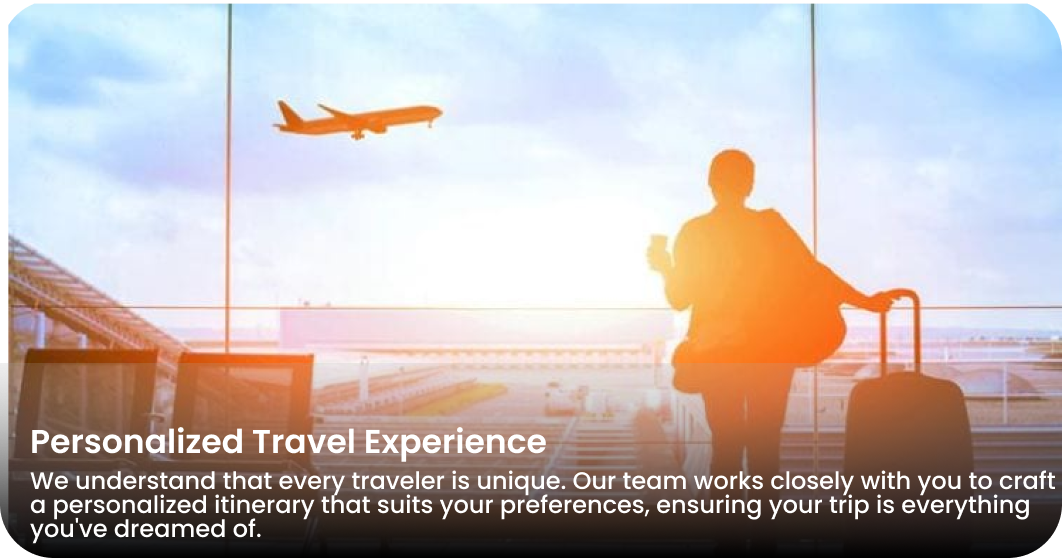 Personalized Travel Experience
We understand that every traveler is unique. Our team works closely with you to craft
a personalized itinerary that suits your preferences, ensuring your trip is everything
you've dreamed of.